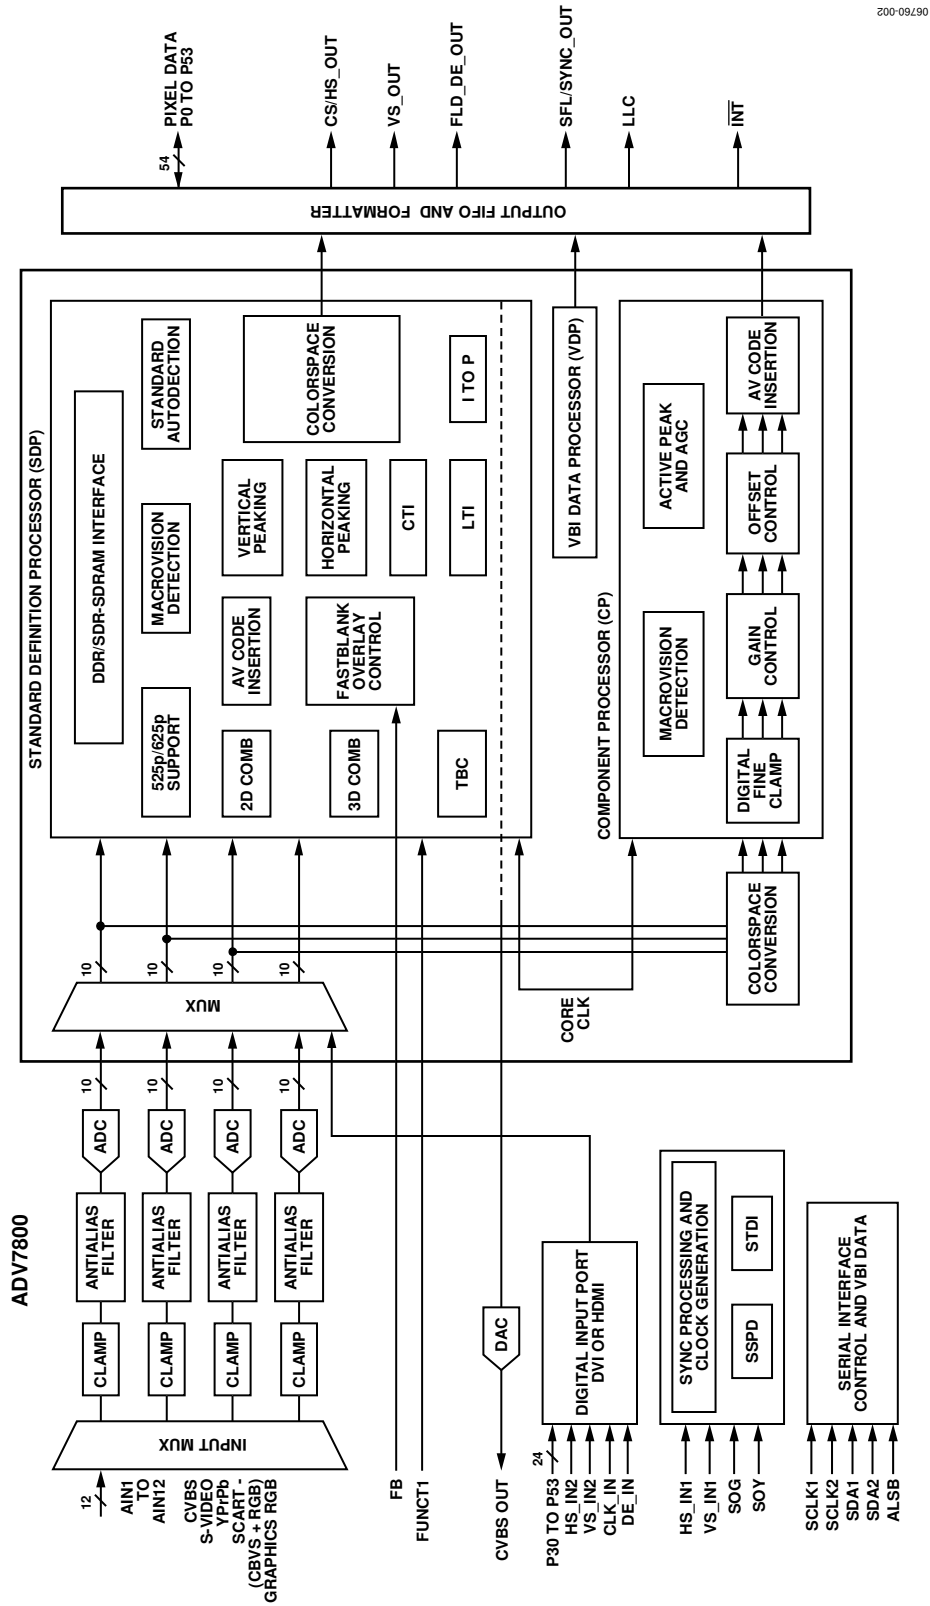 ADV7800
12
AIN1
TO
AIN12
CVBS
S-VIDEO
YPrPb
SCART -
(CBVS + RGB)
GRAPHICS RGB
INPUT MUX
CLAMP
CLAMP
CLAMP
CLAMP
ANTIALIAS
FILTER
ANTIALIAS
FILTER
ANTIALIAS
FILTER
ANTIALIAS
FILTER
ADC
ADC
ADC
ADC
10
10
10
10
MUX
10
10
10
10
FB
FUNCT1
CVBS OUT
DAC
24
P30 TO P53
HS_IN2
VS_IN2
CLK_IN
DE_IN
DIGITAL INPUT PORT
DVI OR HDMI
HS_IN1
VS_IN1
SOG
SOY
SYNC PROCESSING AND
CLOCK GENERATION
SSPD
STDI
SCLK1
SCLK2
SDA1
SDA2
ALSB
SERIAL INTERFACE
CONTROL AND VBI DATA
CORE
CLK
COLORSPACE
CONVERSION
STANDARD DEFINITION PROCESSOR (SDP)
DDR/SDR-SDRAM INTERFACE
525p/625p
SUPPORT
MACROVISION
DETECTION
STANDARD
AUTODECTION
2D COMB
AV CODE
INSERTION
VERTICAL
PEAKING
COLORSPACE
CONVERSION
3D COMB
FASTBLANK
OVERLAY
CONTROL
HORIZONTAL
PEAKING
CTI
TBC
LTI
I TO P
VBI DATA PROCESSOR (VDP)
COMPONENT PROCESSOR (CP)
MACROVISION
DETECTION
ACTIVE PEAK
AND AGC
DIGITAL
FINE
CLAMP
GAIN
CONTROL
OFFSET
CONTROL
AV CODE
INSERTION
OUTPUT FIFO AND FORMATTER
54
PIXEL DATA
P0 TO P53
CS/HS_OUT
VS_OUT
FLD_DE_OUT
SFL/SYNC_OUT
LLC
INT
06760-002